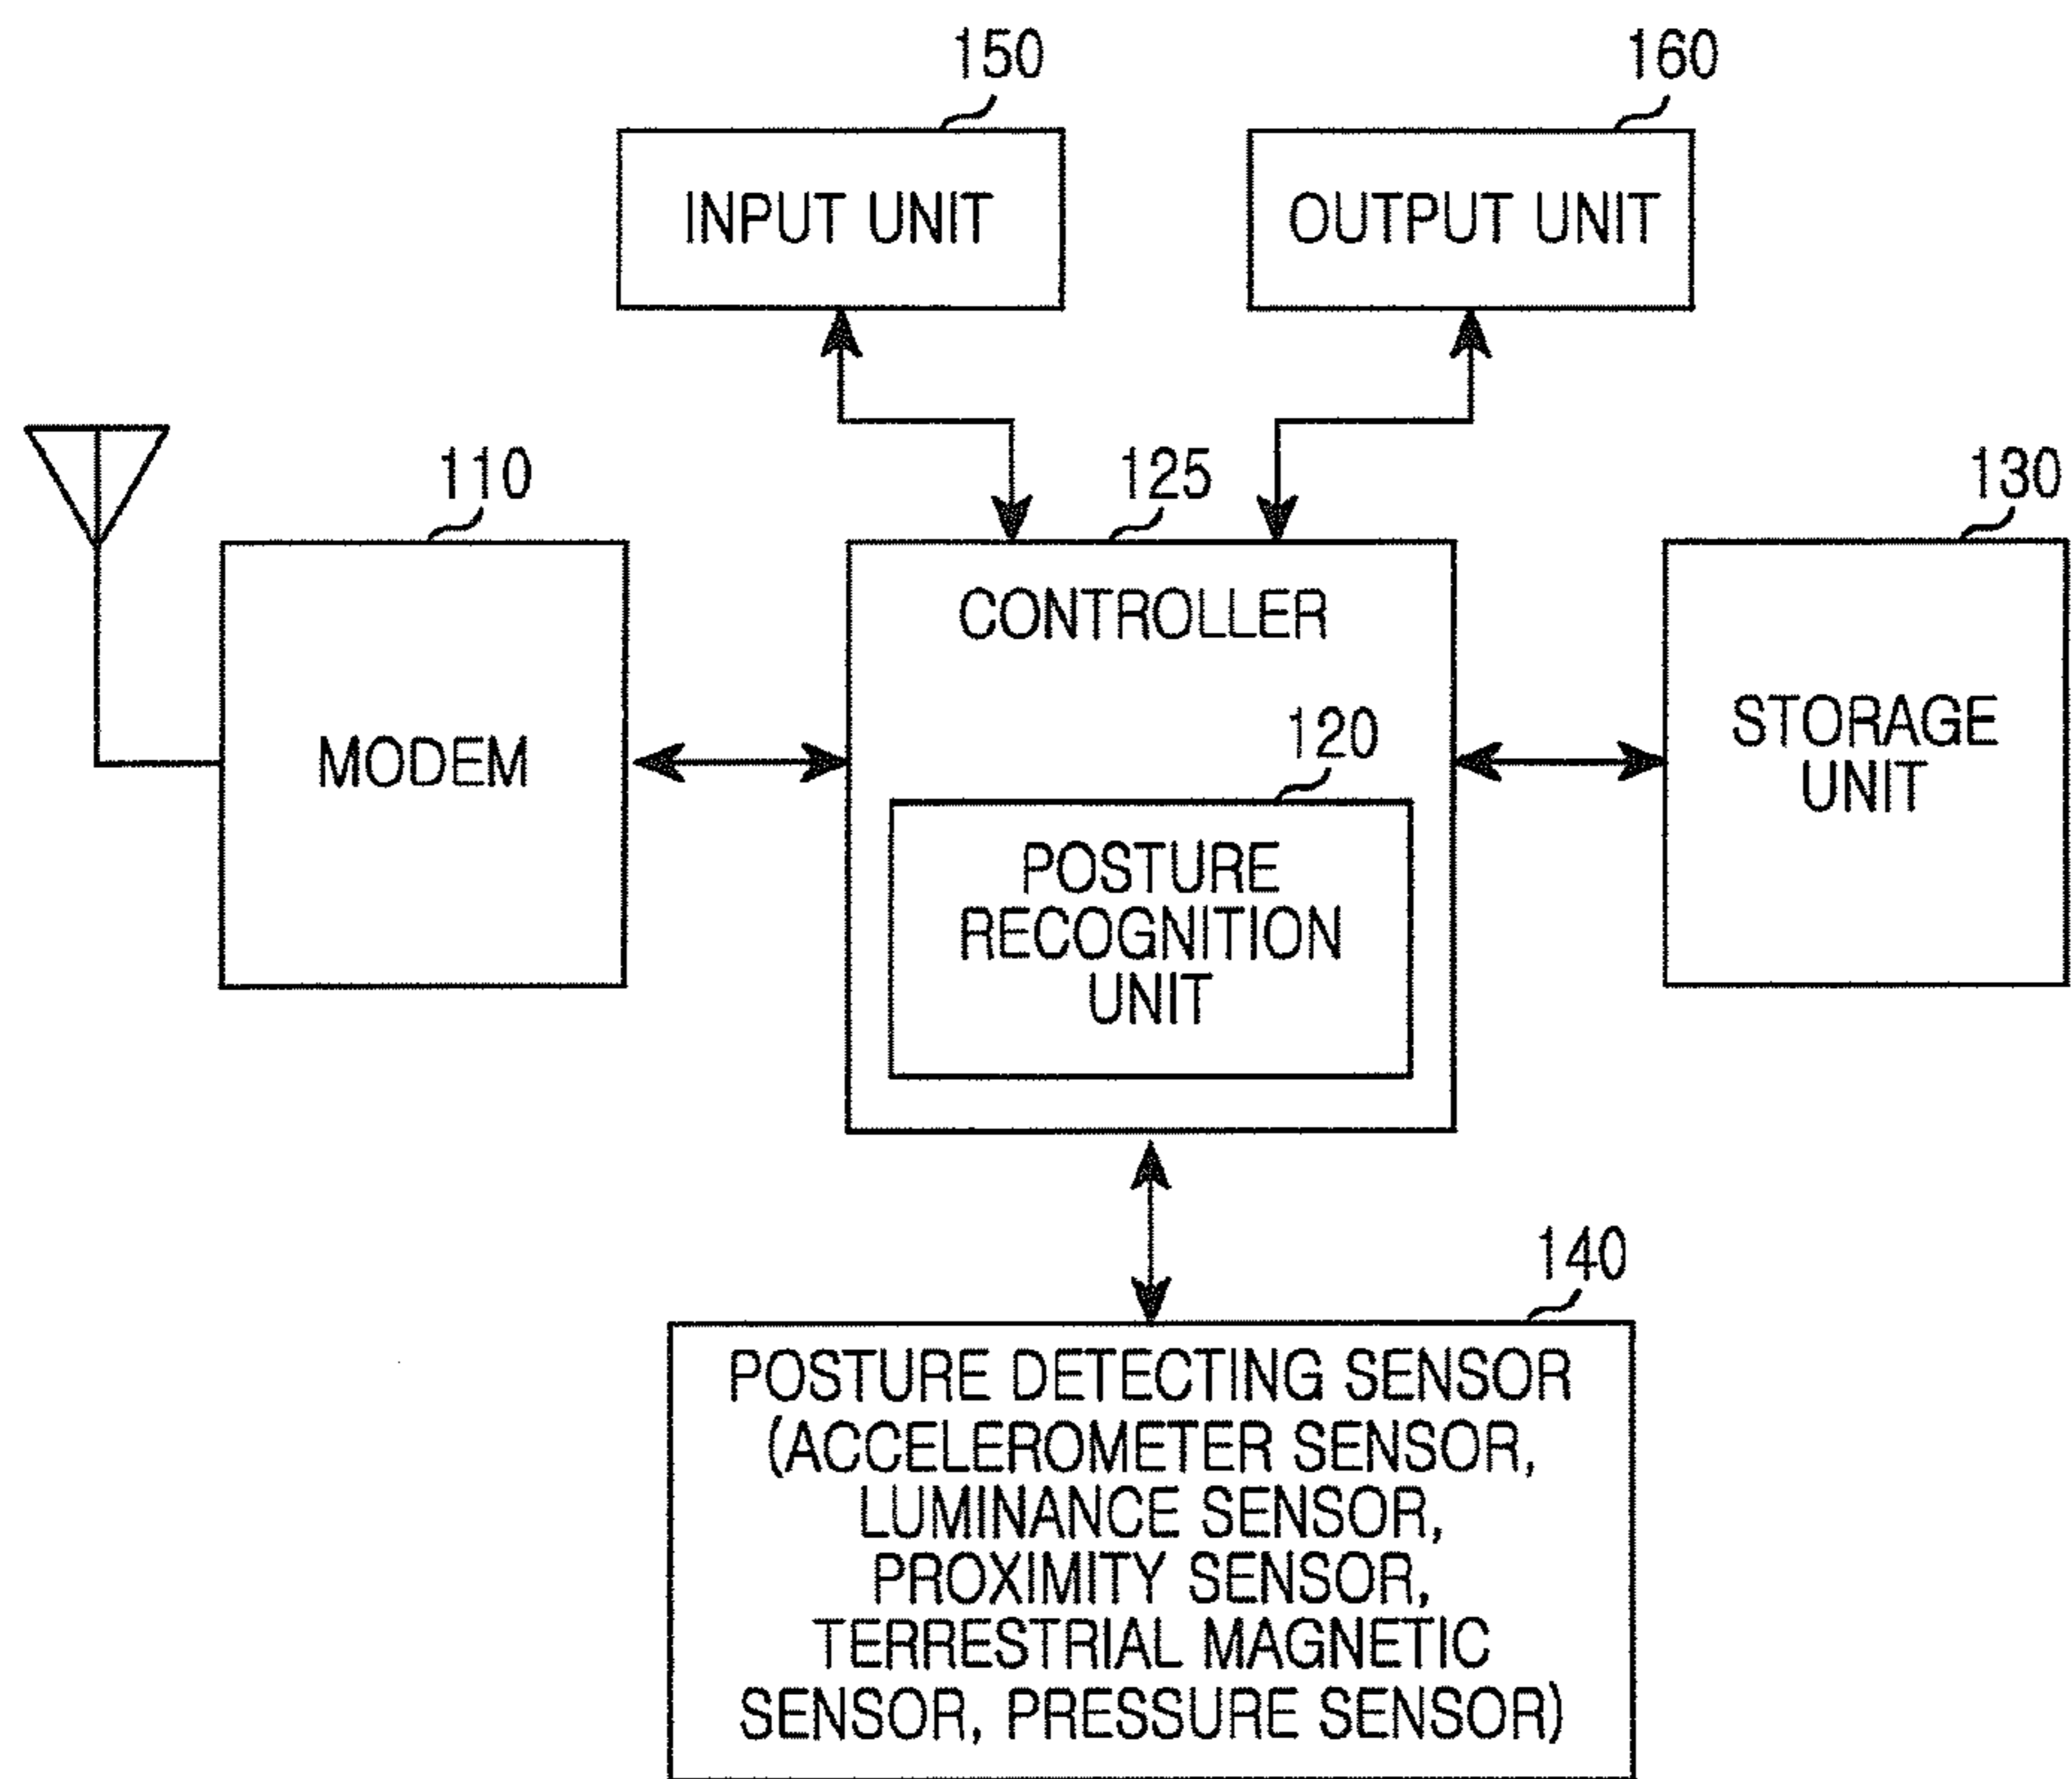 150
160
INPUT UNIT
OUTPUT UNIT
110
125
130
CONTROLLER
MODEM
120
STORAGE
UNIT
POSTURE
RECOGNITION
UNIT
140
POSTURE DETECTING SENSOR
(ACCELEROMETER SENSOR,
LUMINANCE SENSOR,
PROXIMITY SENSOR,
TERRESTRIAL MAGNETIC
SENSOR, PRESSURE SENSOR)